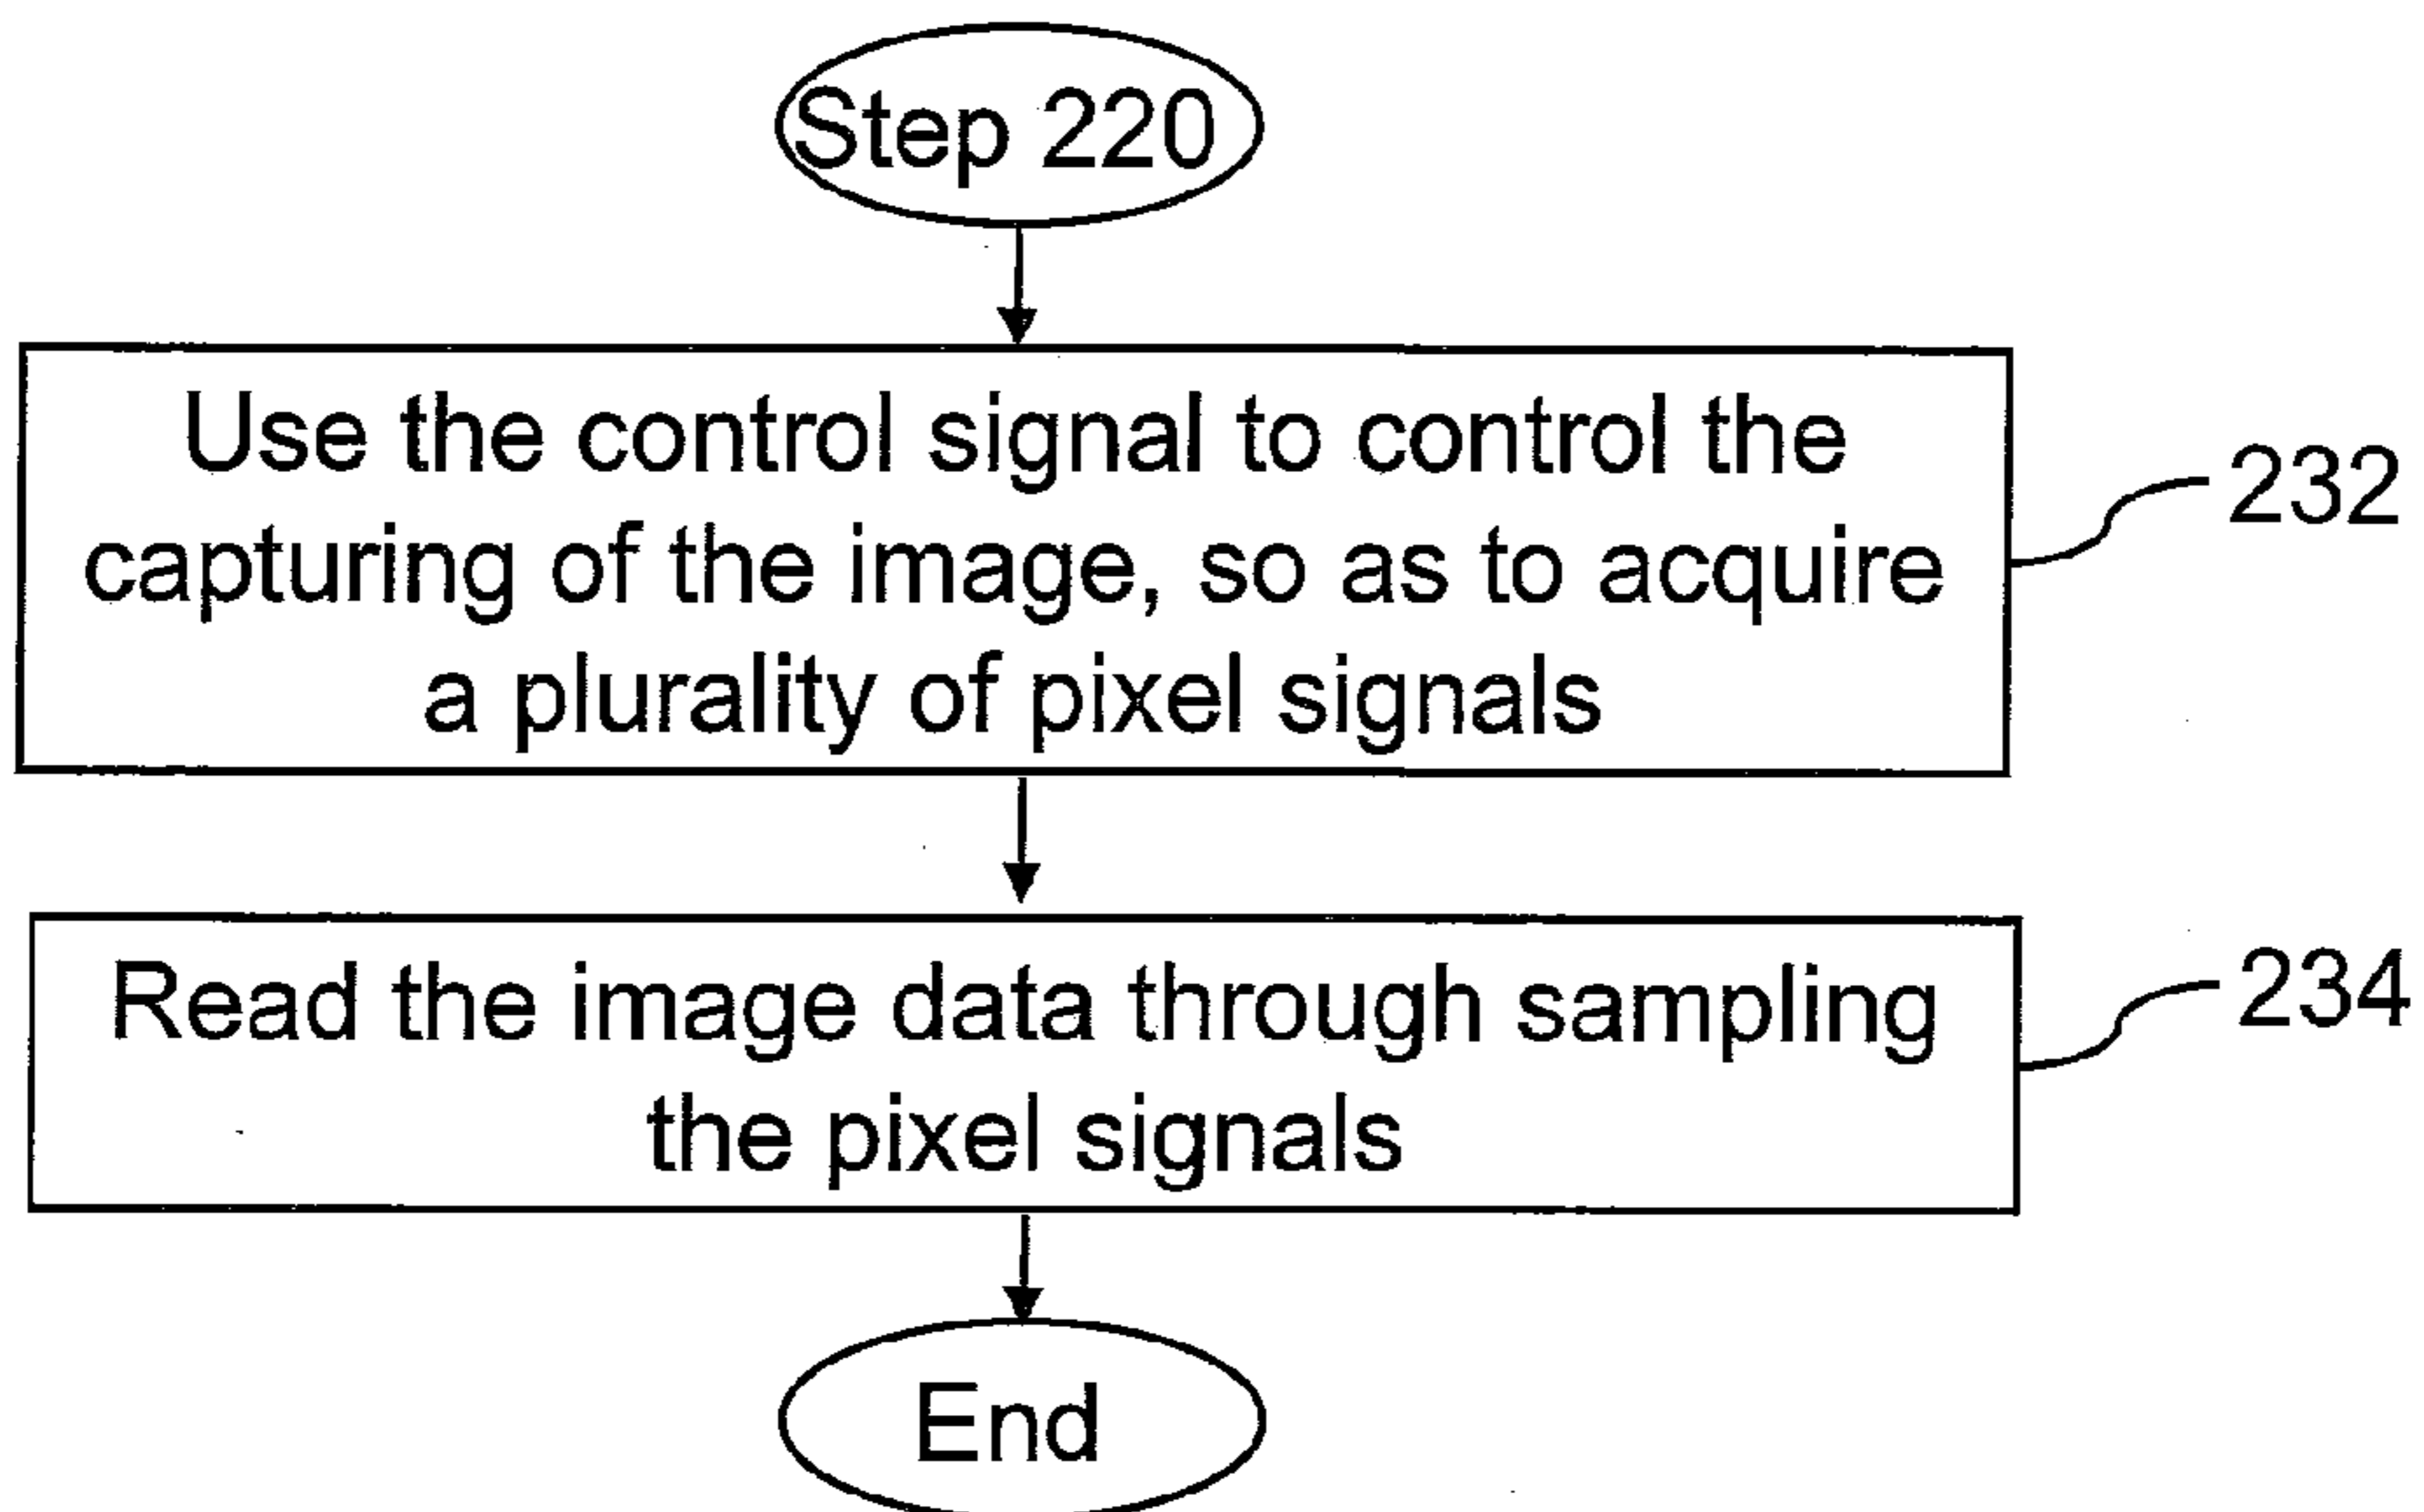 Step 220
Use the control signal to control the
capturing of the image, so as to acquire
a plurality of pixel signals
232
Read the image data through sampling
the pixel signals
234
End